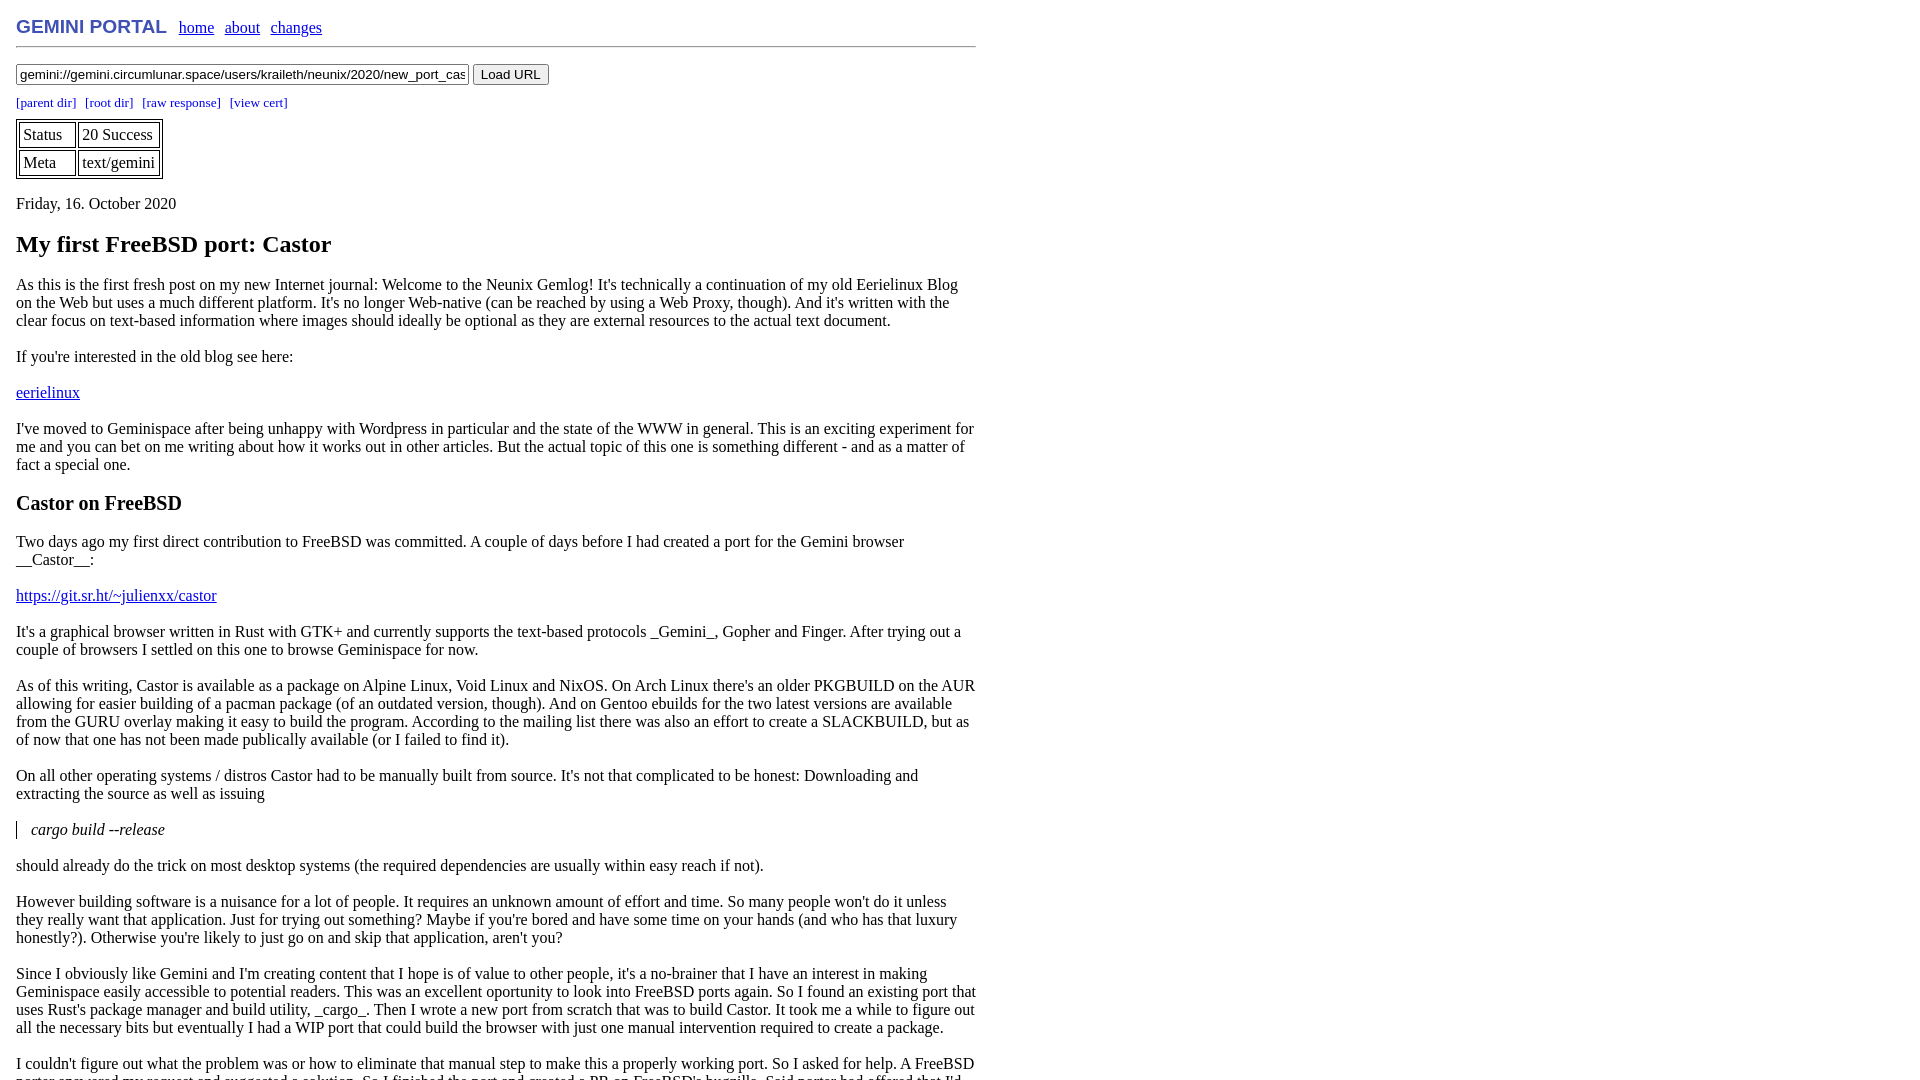 GEMINI PORTAL home about changes
gemini://gemini.circumlunar.space/users/kraileth/neunix/2020/new_port_cas Load URL
[parent dir] [root dir] [raw response] [view cert]
Status 20 Success
Meta text/gemini
Friday, 16. October 2020
My first FreeBSD port: Castor
As this is the first fresh post on my new Internet journal: Welcome to the Neunix Gemlog! It's technically a continuation of my old Eerielinux Blog
on the Web but uses a much different platform. It's no longer Web-native (can be reached by using a Web Proxy, though). And it's written with the
clear focus on text-based information where images should ideally be optional as they are external resources to the actual text document.
If you're interested in the old blog see here:
eerielinux
I've moved to Geminispace after being unhappy with Wordpress in particular and the state of the WWW in general. This is an exciting experiment for
me and you can bet on me writing about how it works out in other articles. But the actual topic of this one is something different - and as a matter of
fact a special one.
Castor on FreeBSD
Two days ago my first direct contribution to FreeBSD was committed. A couple of days before I had created a port for the Gemini browser
__Castor__:
https://git.sr.ht/~julienxx/castor
It's a graphical browser written in Rust with GTK+ and currently supports the text-based protocols _Gemini_, Gopher and Finger. After trying out a
couple of browsers I settled on this one to browse Geminispace for now.
As of this writing, Castor is available as a package on Alpine Linux, Void Linux and NixOS. On Arch Linux there's an older PKGBUILD on the AUR
allowing for easier building of a pacman package (of an outdated version, though). And on Gentoo ebuilds for the two latest versions are available
from the GURU overlay making it easy to build the program. According to the mailing list there was also an effort to create a SLACKBUILD, but as
of now that one has not been made publically available (or I failed to find it).
On all other operating systems / distros Castor had to be manually built from source. It's not that complicated to be honest: Downloading and
extracting the source as well as issuing
cargo build --release
should already do the trick on most desktop systems (the required dependencies are usually within easy reach if not).
However building software is a nuisance for a lot of people. It requires an unknown amount of effort and time. So many people won't do it unless
they really want that application. Just for trying out something? Maybe if you're bored and have some time on your hands (and who has that luxury
honestly?). Otherwise you're likely to just go on and skip that application, aren't you?
Since I obviously like Gemini and I'm creating content that I hope is of value to other people, it's a no-brainer that I have an interest in making
Geminispace easily accessible to potential readers. This was an excellent oportunity to look into FreeBSD ports again. So I found an existing port that
uses Rust's package manager and build utility, _cargo_. Then I wrote a new port from scratch that was to build Castor. It took me a while to figure out
all the necessary bits but eventually I had a WIP port that could build the browser with just one manual intervention required to create a package.
I couldn't figure out what the problem was or how to eliminate that manual step to make this a properly working port. So I asked for help. A FreeBSD
porter answered my request and suggested a solution. So I finished the port and created a PR on FreeBSD's bugzilla. Said porter had offered that I'd